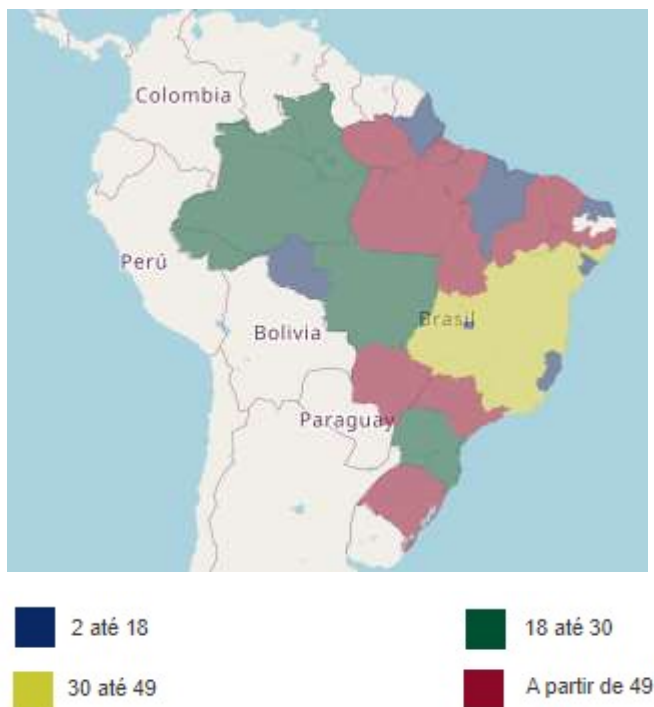 Colombia
Perú
Brasil
Bolivia
Paraguay
2 até 18
18 até 30
30 até 49
A partir de 49